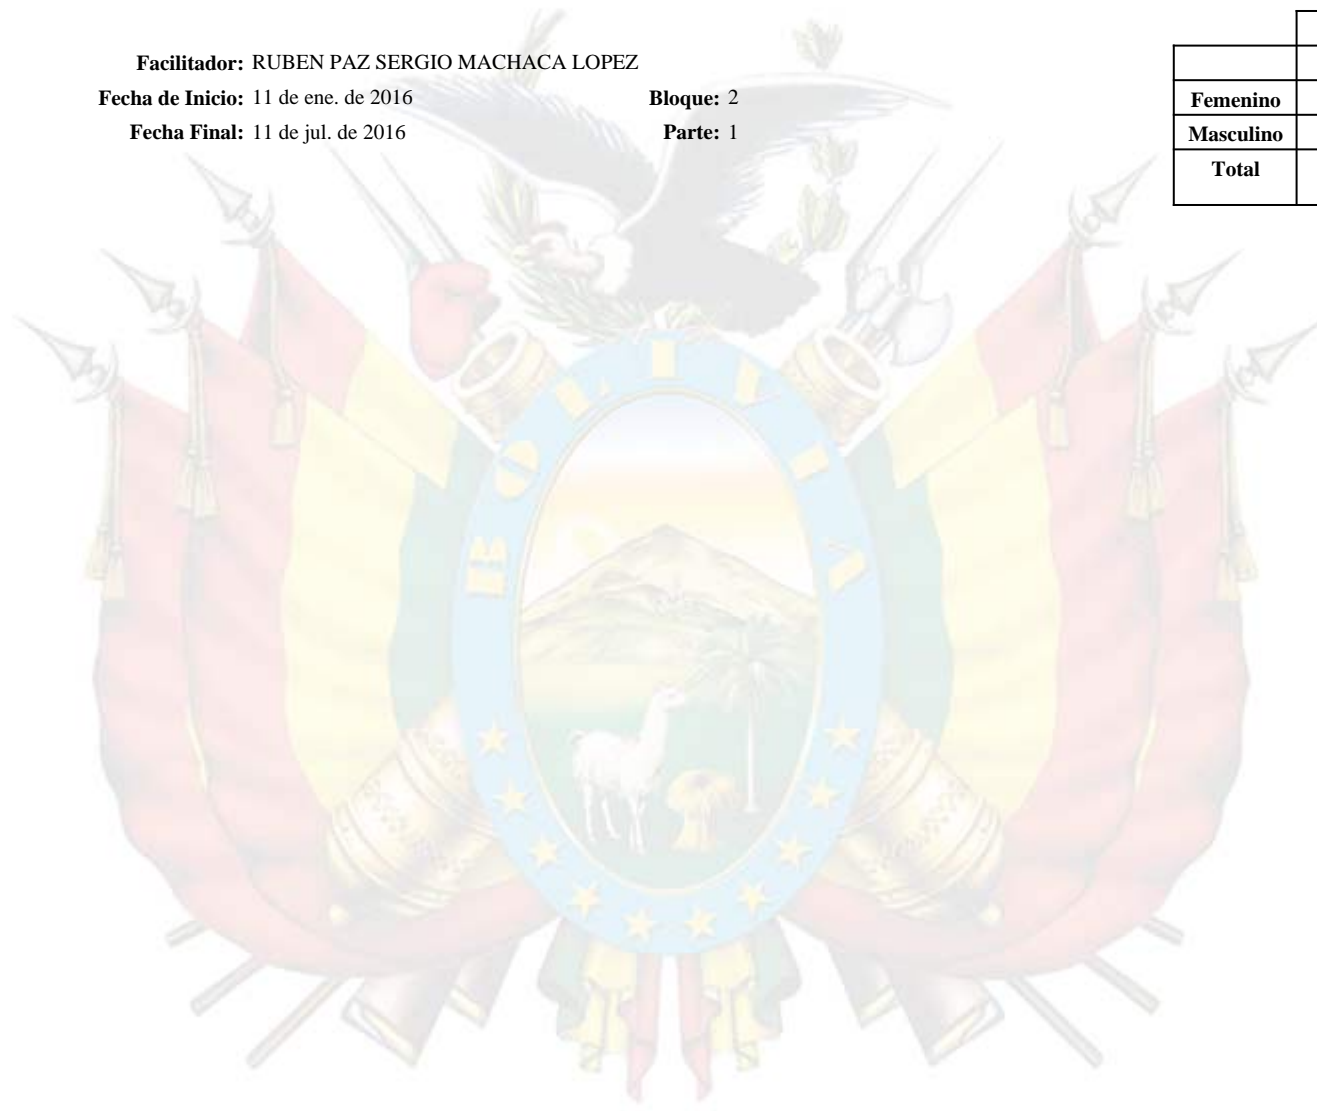 Facilitador: RUBEN PAZ SERGIO MACHACA LOPEZ
Fecha de Inicio: 11 de ene. de 2016 Bloque: 2
Fecha Final: 11 de jul. de 2016 Parte: 1
Femenino
Masculino
Total
BOLIVIA